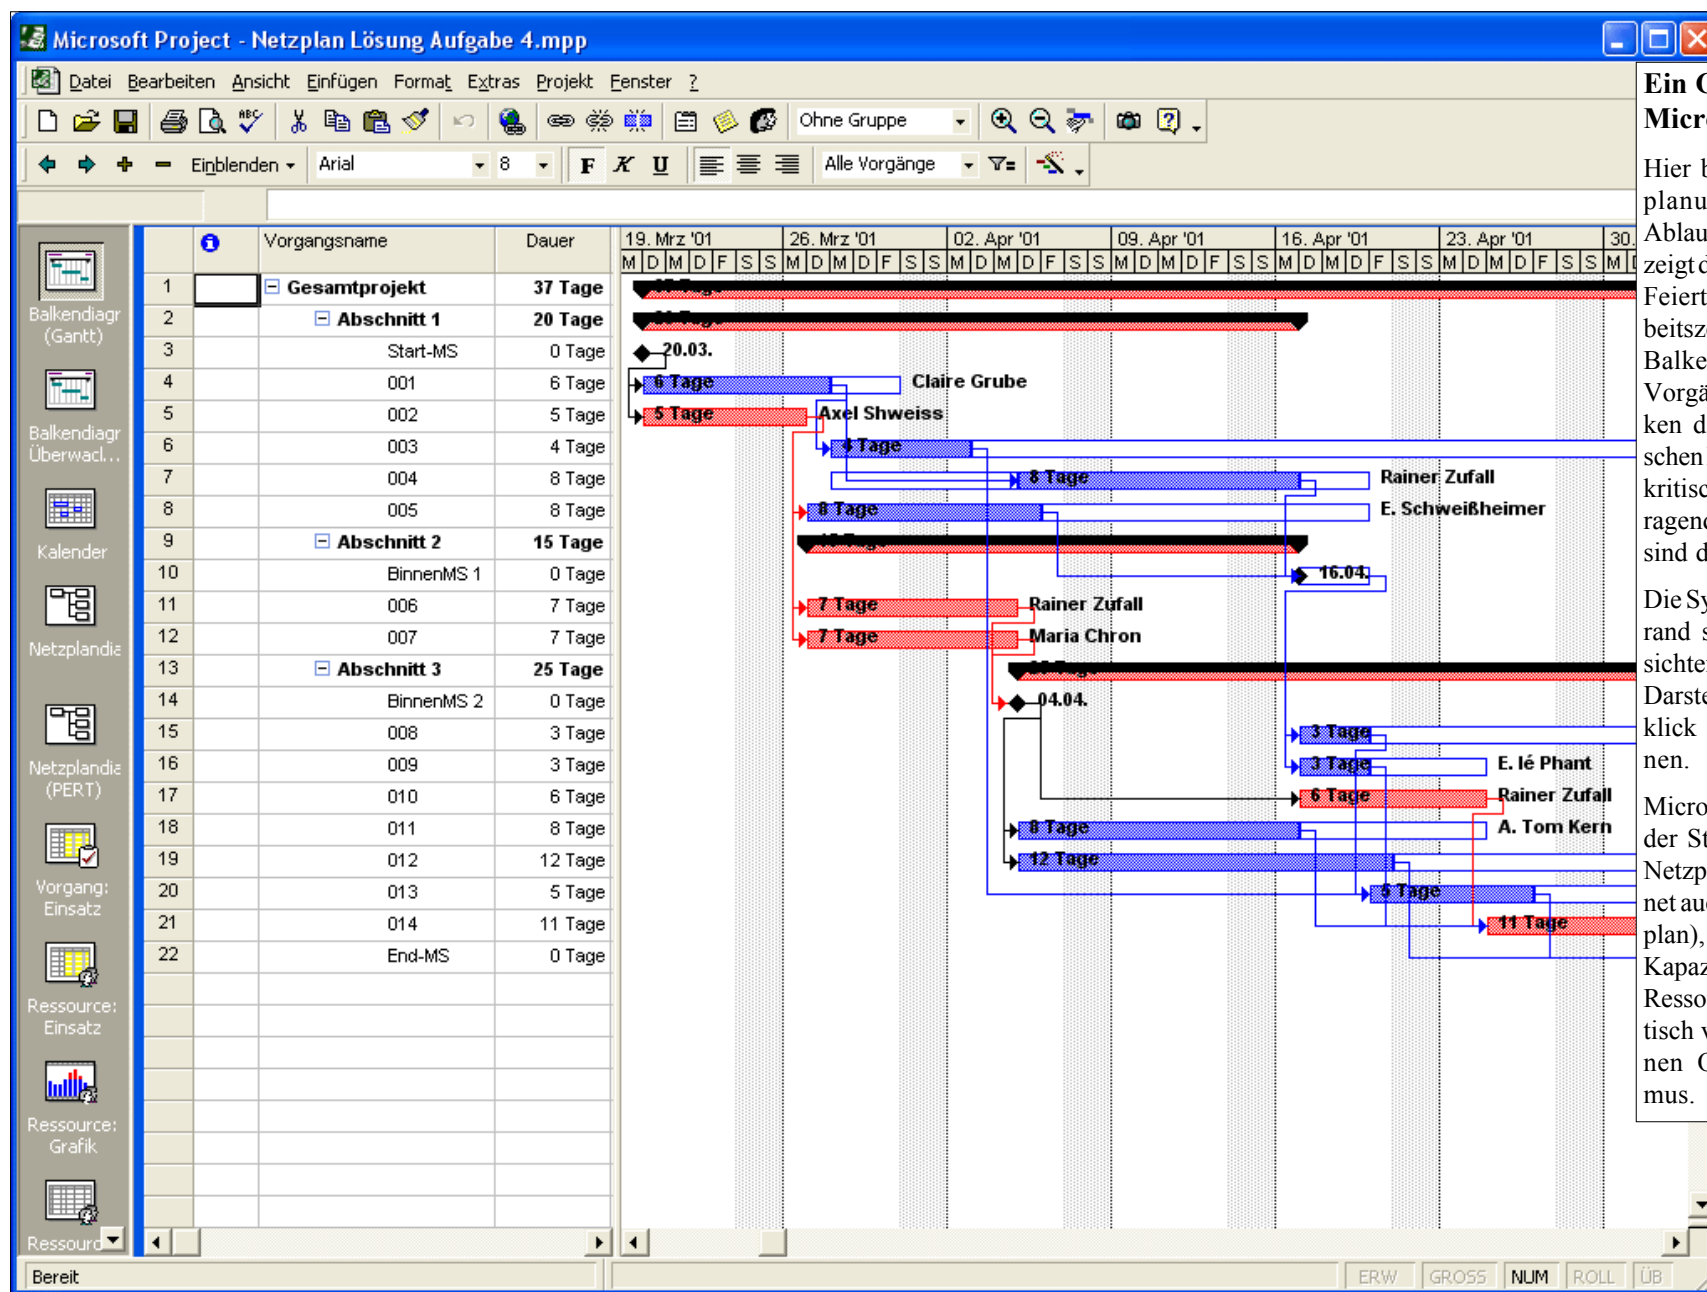 Microsoft Project - Netzplan Lösung Aufgabe 4.mpp
Datei Bearbeiten Ansicht Einfügen Format Extras Projekt Fenster ?
Ohne Gruppe
Einblenden Arial 8 F K U Alle Vorgänge
Vorgangsname Dauer 19. Mrz '01 26. Mrz '01 02. Apr '01 09. Apr '01 16. Apr '01 23. Apr '01 30.
M D M D F S S M D M D F S S M D M D F S S M D M D F S S M D M D F S S M D M D F S S M
1 Gesamtprojekt 37 Tage
2 Abschnitt 1 20 Tage
3 Start-MS 0 Tage 20.03.
4 001 6 Tage 6 Tage Claire Grube
5 002 5 Tage 5 Tage Axel Shweiss
6 003 4 Tage 4 Tage
7 004 8 Tage 8 Tage Rainer Zufall
8 005 8 Tage 8 Tage E. Schweißheimer
9 Abschnitt 2 15 Tage
10 BinnenMS 1 0 Tage 16.04.
11 006 7 Tage 7 Tage Rainer Zufall
12 007 7 Tage 7 Tage Maria Chron
13 Abschnitt 3 25 Tage
14 BinnenMS 2 0 Tage 04.04.
15 008 3 Tage 3 Tage
16 009 3 Tage 3 Tage E. lé Phant
17 010 6 Tage 6 Tage Rainer Zufall
18 011 8 Tage 8 Tage A. Tom Kern
19 012 12 Tage 12 Tage
20 013 5 Tage 5 Tage
21 014 11 Tage 11 Tage
22 End-MS 0 Tage
Balkendiagr
(Gantt)
Balkendiagr
Überwacl...
Kalender
Netzplandia
Netzplandia
(PERT)
Vorgang:
Einsatz
Ressource:
Einsatz
Ressource:
Grafik
Ressourc
Ein
Micr
Hier
planu
Ablau
zeigt d
Feiert
beitsz
Balke
Vorgä
ken d
schen
kritisc
ragend
sind d
Die Sy
rand s
sichte
Darste
klick
nen.
Micro
der St
Netzp
net au
plan),
Kapaz
Resso
tisch
nen
mus.
Bereit ERW GROSS NUM ROLL ÜB